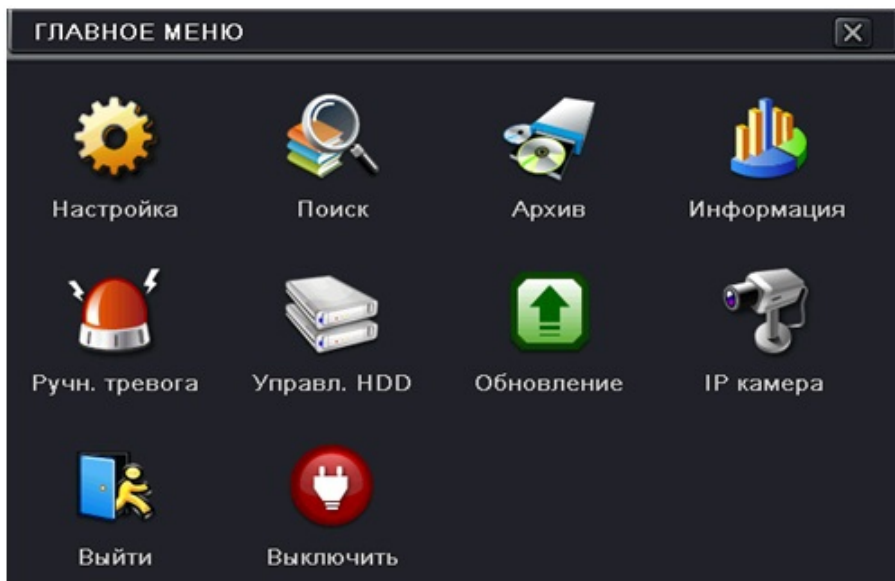 ГЛАВНОЕ МЕНЮ
Настройка
Поиск
Архив
Информация
Ручн. тревога
Управл. HDD
Обновление
IP камера
Выйти
Выключить